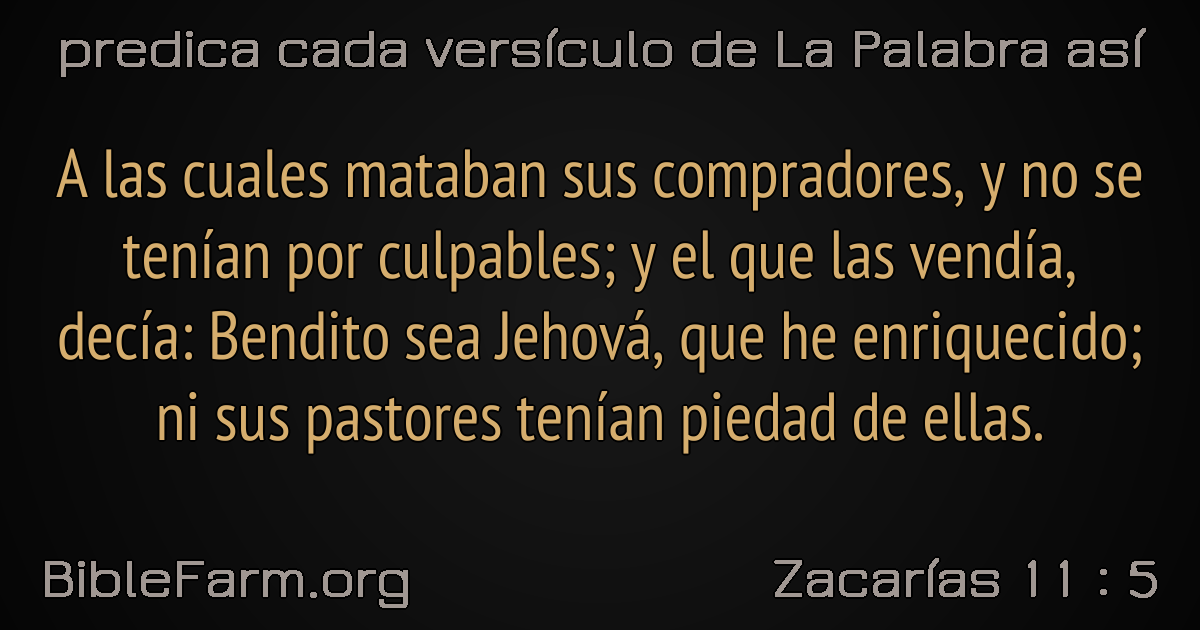 predica cada versículo de La Palabra así
A las cuales mataban sus compradores, y no se
tenían por culpables; y el que las vendía,
decía: Bendito sea Jehová, que he enriquecido;
ni sus pastores tenían piedad de ellas.
BibleFarm.org
Zacarías 11 : 5